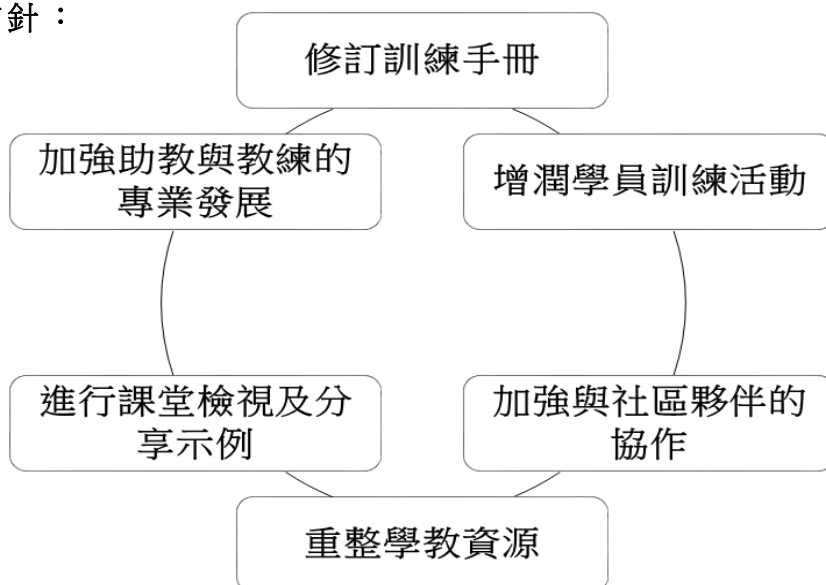 針：
修訂訓練手冊
加強助教與教練的
專業發展
增潤學員訓練活動
進行課堂檢視及分
享示例
加強與社區夥伴的
協作
重整學教資源